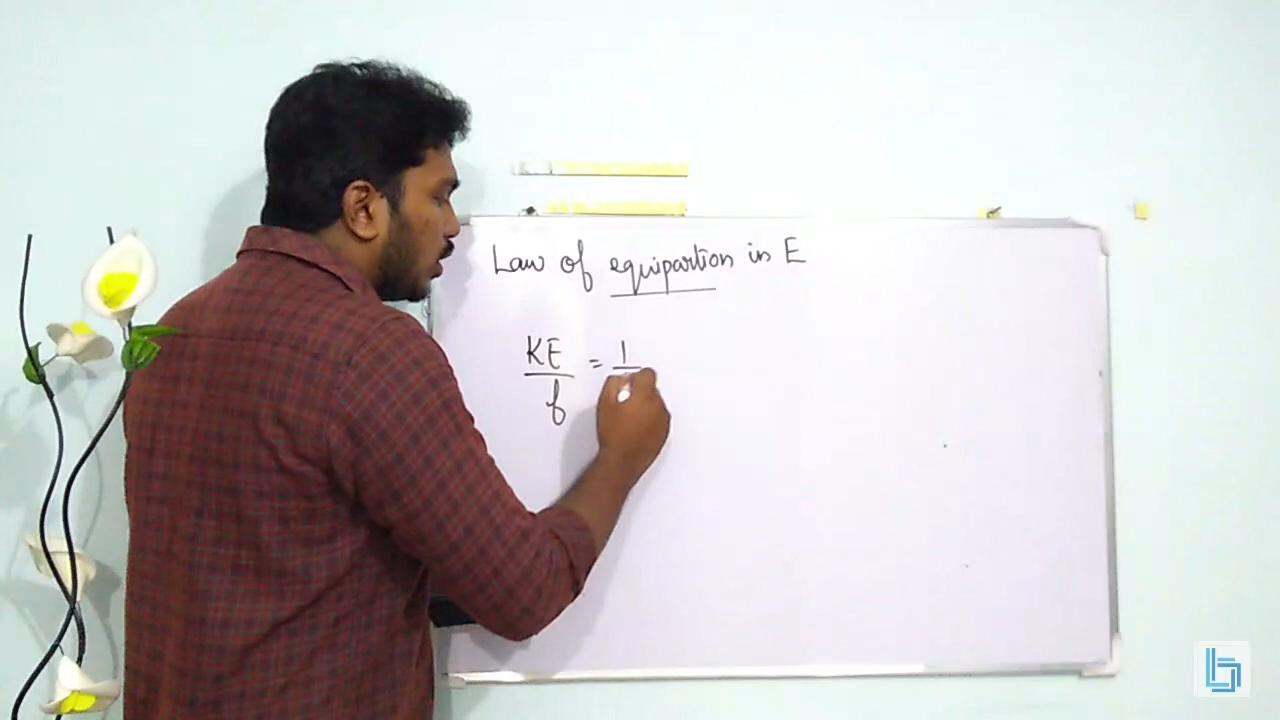 Law of equipartion in E
KE/f = 1/